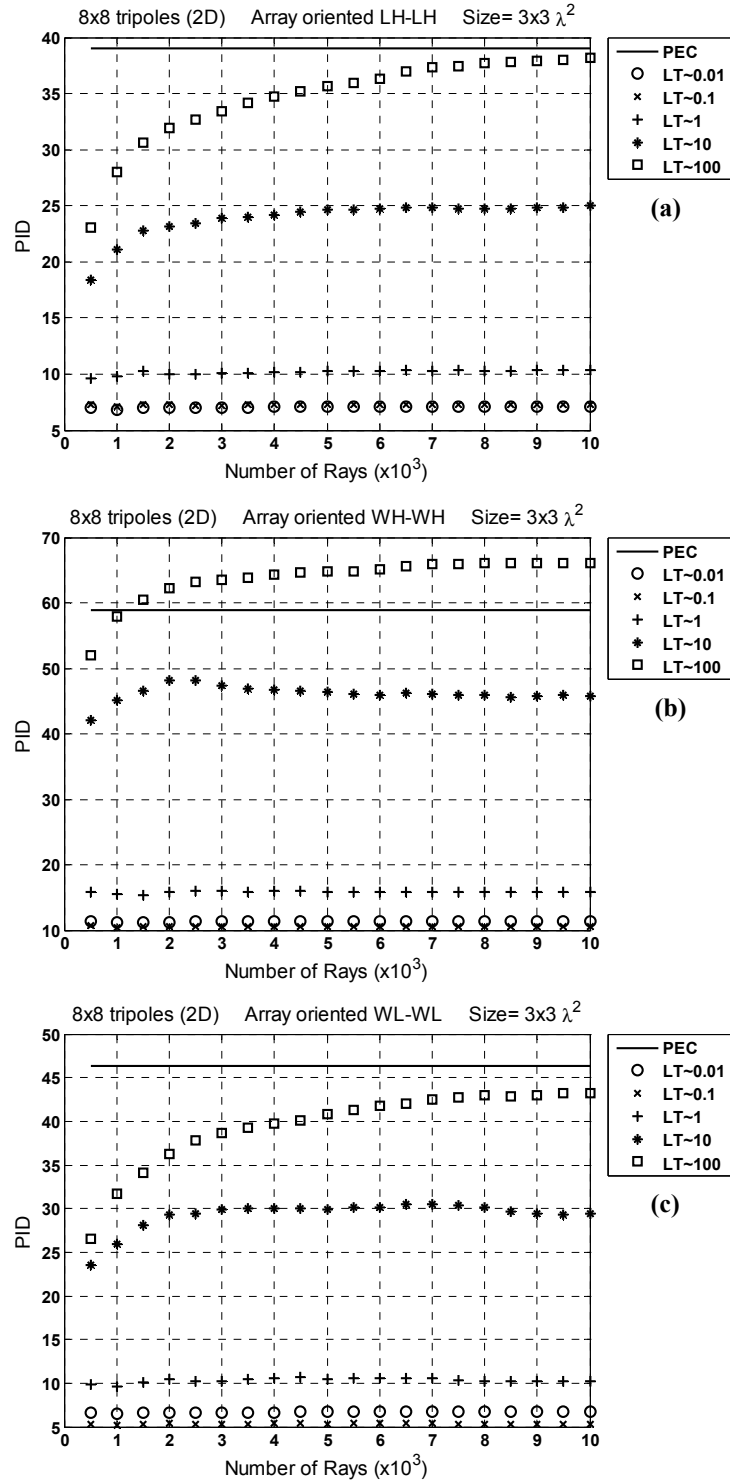 8x8 tripoles (2D) Array oriented LH-LH Size= 3x3 λ²
40
35
30
25
20
15
10
5
PID
0 1 2 3 4 5 6 7 8 9 10
Number of Rays (x10³)
PEC
LT~0.01
LT~0.1
LT~1
LT~10
LT~100
(a)
8x8 tripoles (2D) Array oriented WH-WH Size= 3x3 λ²
70
60
50
40
30
20
10
PID
0 1 2 3 4 5 6 7 8 9 10
Number of Rays (x10³)
PEC
LT~0.01
LT~0.1
LT~1
LT~10
LT~100
(b)
8x8 tripoles (2D) Array oriented WL-WL Size= 3x3 λ²
50
45
40
35
30
25
20
15
10
5
PID
0 1 2 3 4 5 6 7 8 9 10
Number of Rays (x10³)
PEC
LT~0.01
LT~0.1
LT~1
LT~10
LT~100
(c)